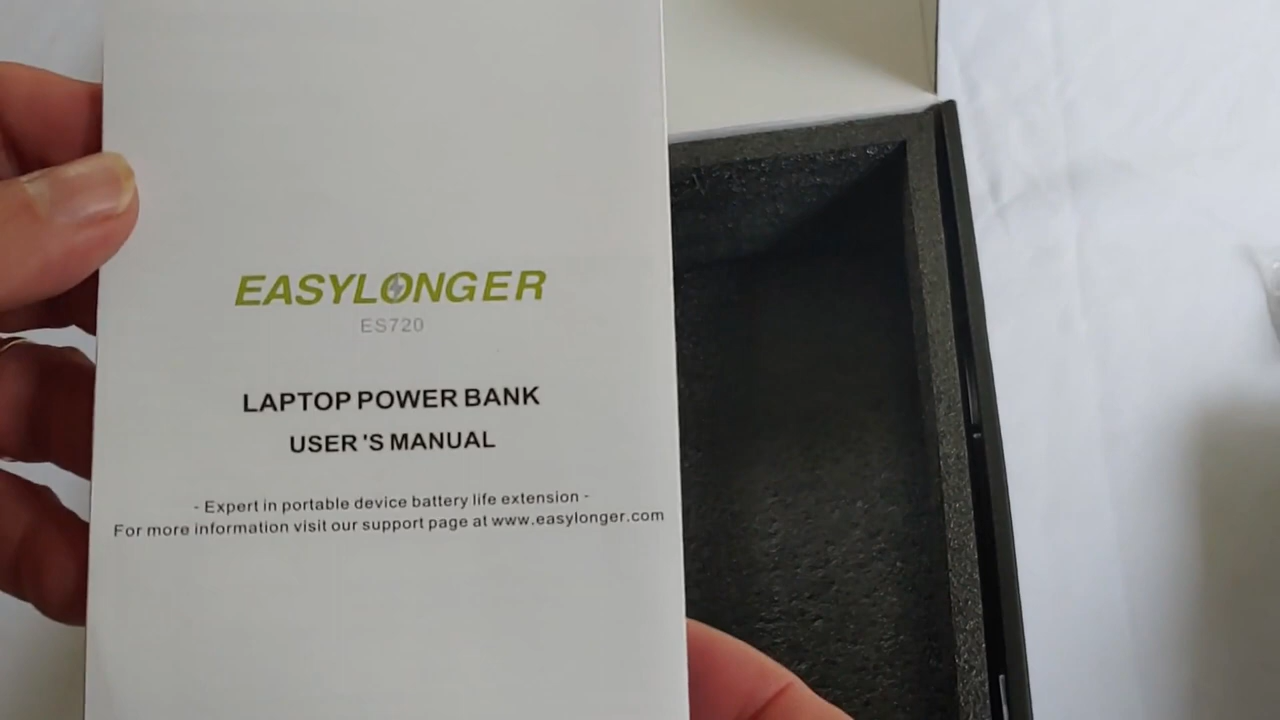 EASYLONGER
ES720
LAPTOP POWER BANK
USER 'S MANUAL
- Expert in portable device battery life extension -
For more information visit our support page at www.easylonger.com